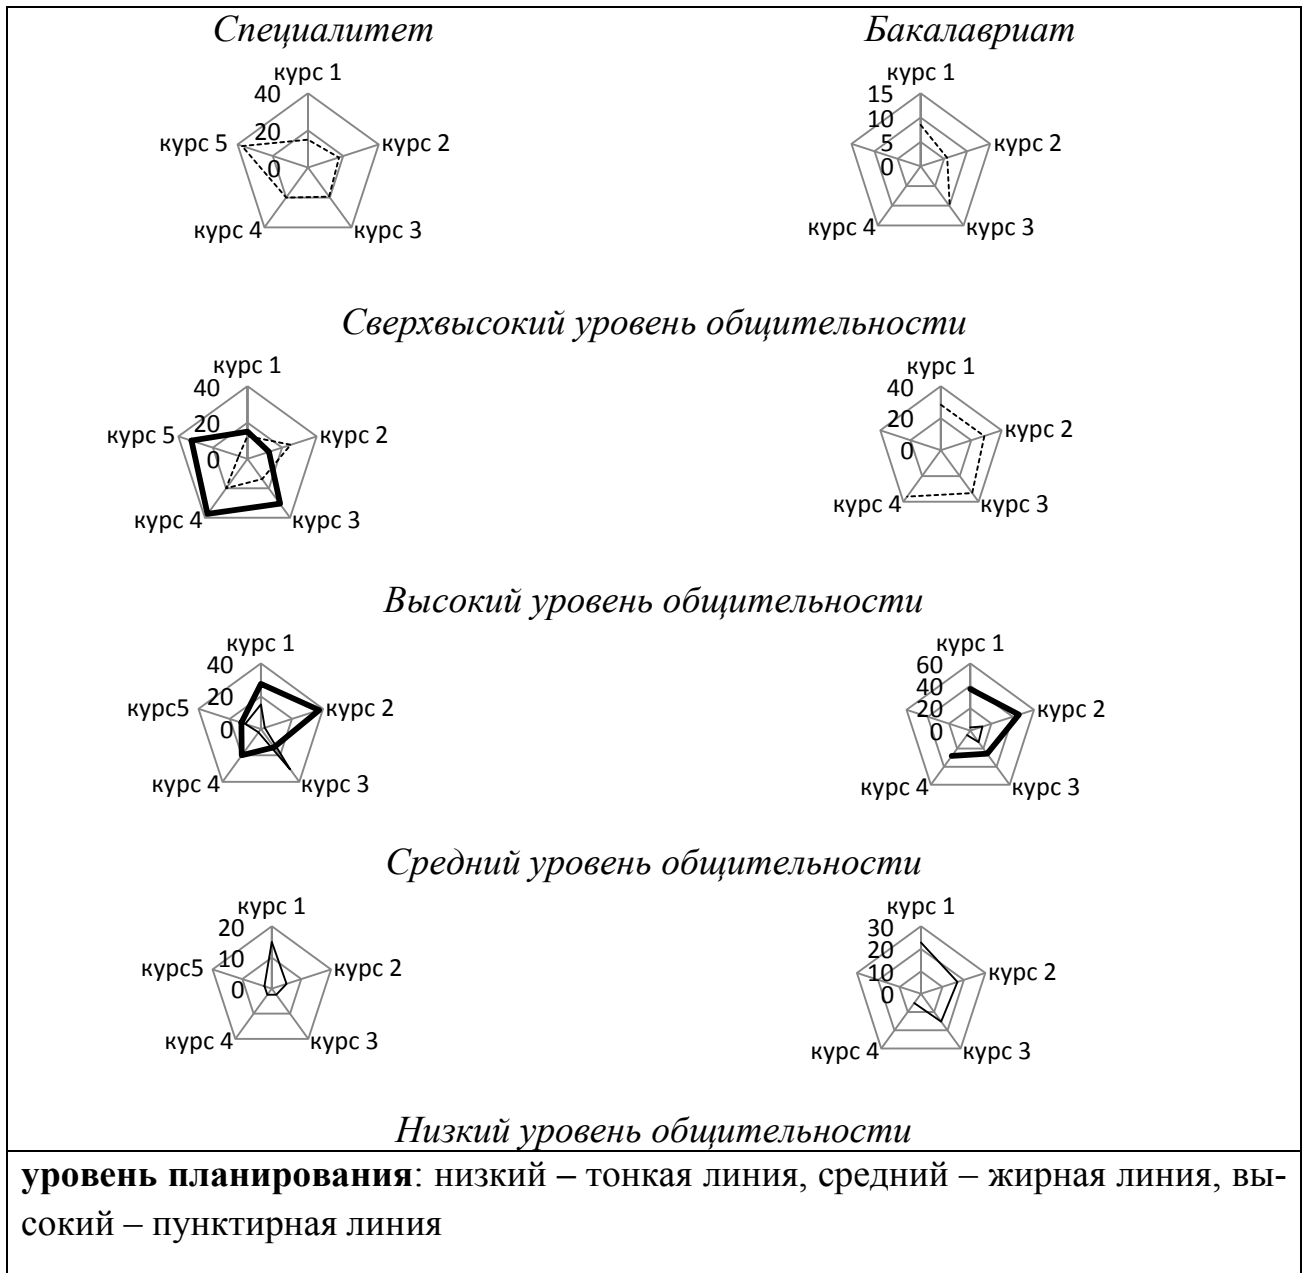 Специалитет
Бакалавриат
курс 1
40
20
0
курс 5
курс 2
курс 4
курс 3
курс 1
15
10
5
0
курс 2
курс 4
курс 3
Сверхвысокий уровень общительности
курс 1
40
20
0
курс 5
курс 2
курс 4
курс 3
курс 1
40
20
0
курс 2
курс 4
курс 3
Высокий уровень общительности
курс 1
40
20
0
курс5
курс 2
курс 4
курс 3
курс 1
60
40
20
0
курс 2
курс 4
курс 3
Средний уровень общительности
курс 1
20
10
0
курс5
курс 2
курс 4
курс 3
курс 1
30
20
10
0
курс 2
курс 4
курс 3
Низкий уровень общительности
уровень планирования: низкий – тонкая линия, средний – жирная линия, вы-
сокий – пунктирная линия